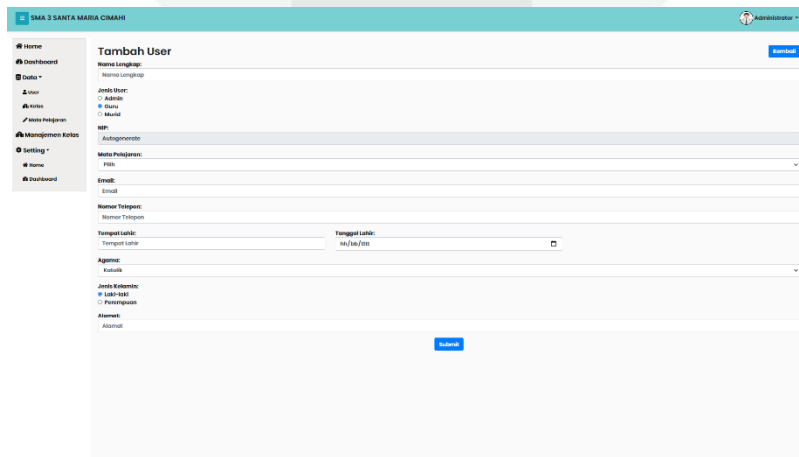 SMA 3 SANTA MARIA CIMAHI
Administrator
Home
Dashboard
Data
User
Kelas
Mata Pelajaran
Manajemen Kelas
Setting
Home
Dashboard
Tambah User
Kembali
Nama Lengkap:
Nama Lengkap
Jenis User:
Admin
Guru
Murid
NIP:
Autogenerate
Mata Pelajaran:
Pilih
Email:
Email
Nomor Telepon:
Nomor Telepon
Tempat Lahir:
Tanggal Lahir:
Tempat Lahir
hh/bb/tttt
Agama:
Katolik
Jenis Kelamin:
Laki-laki
Perempuan
Alamat:
Alamat
Submit